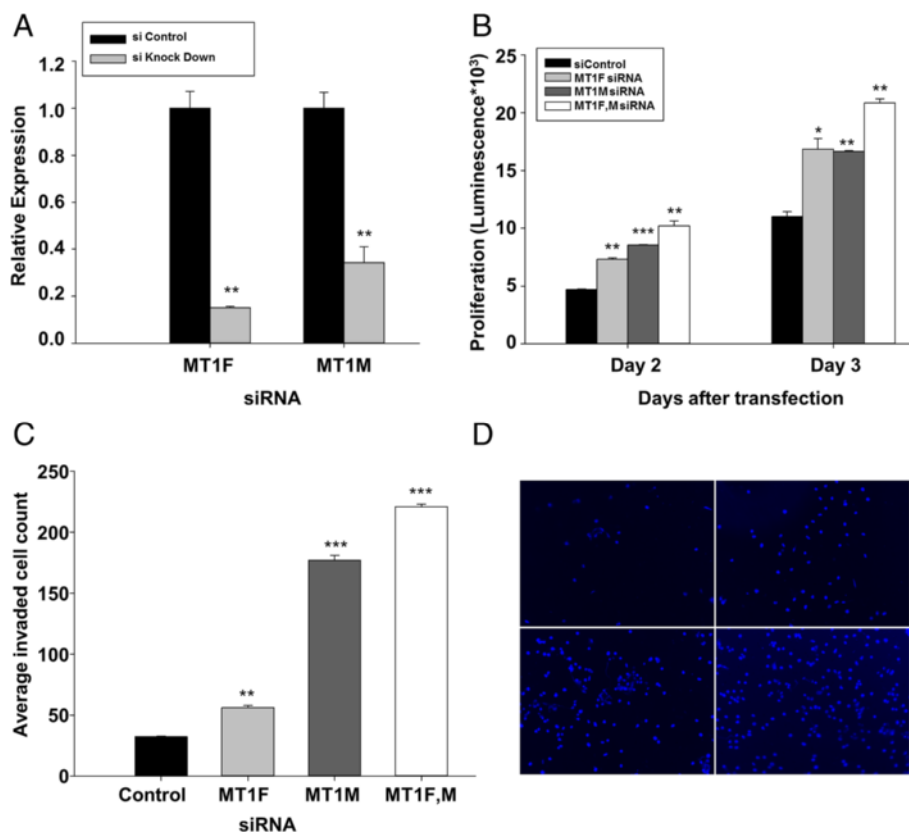 A
si Control
si Knock Down
1.2
1.0
0.8
0.6
0.4
0.2
0.0
Relative Expression
**
**
MT1F MT1M
siRNA
B
siControl
MT1F siRNA
MT1M siRNA
MT1F,M siRNA
25
20
15
10
5
0
Proliferation (Luminescence*10³)
** *** **
* ** **
Day 2 Day 3
Days after transfection
C
250
200
150
100
50
0
Average invaded cell count
**
***
***
Control MT1F MT1M MT1F,M
siRNA
D